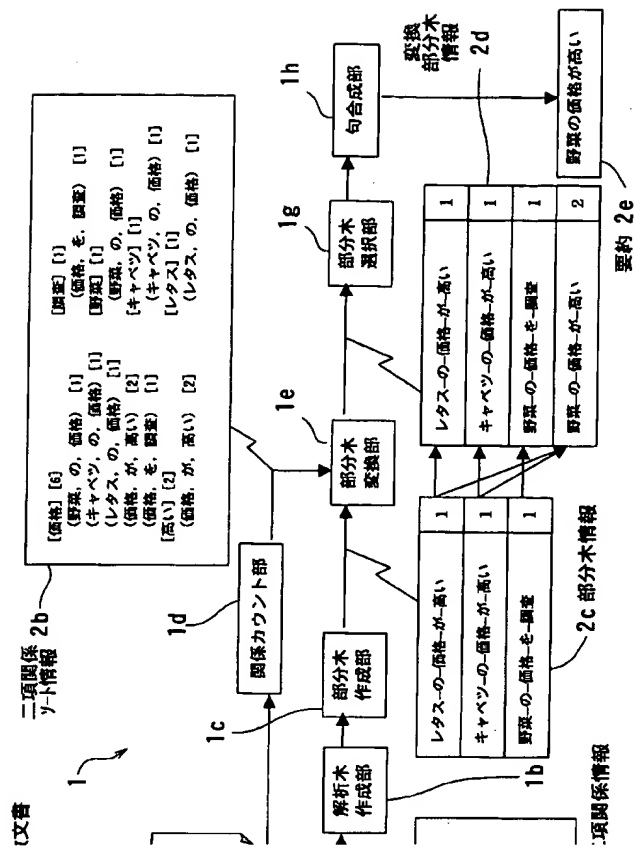 文書
1
二項関係
ソート情報
2b
[価格] [6]
(野菜, の, 価格) [1]
(キャベツ, の, 価格) [1]
(レタス, の, 価格) [1]
(価格, が, 高い) [2]
(価格, を, 調査) [1]
[高い] [2]
(価格, が, 高い) [2]
[調査] [1]
(価格, を, 調査) [1]
[野菜] [1]
(野菜, の, 価格) [1]
[キャベツ] [1]
(キャベツ, の, 価格) [1]
[レタス] [1]
(レタス, の, 価格) [1]
1d
関係カウント部
1b
解析木
作成部
1c
部分木
作成部
1e
部分木
変換部
1g
部分木
選択部
1h
句合成部
レタス-の-価格-が-高い 1
キャベツ-の-価格-が-高い 1
野菜-の-価格-を-調査 1
2c 部分木情報
レタス-の-価格-が-高い 1
キャベツ-の-価格-が-高い 1
野菜-の-価格-を-調査 1
野菜-の-価格-が-高い 2
変換
部分木
情報
2d
野菜の価格が高い
要約 2e
項関係情報